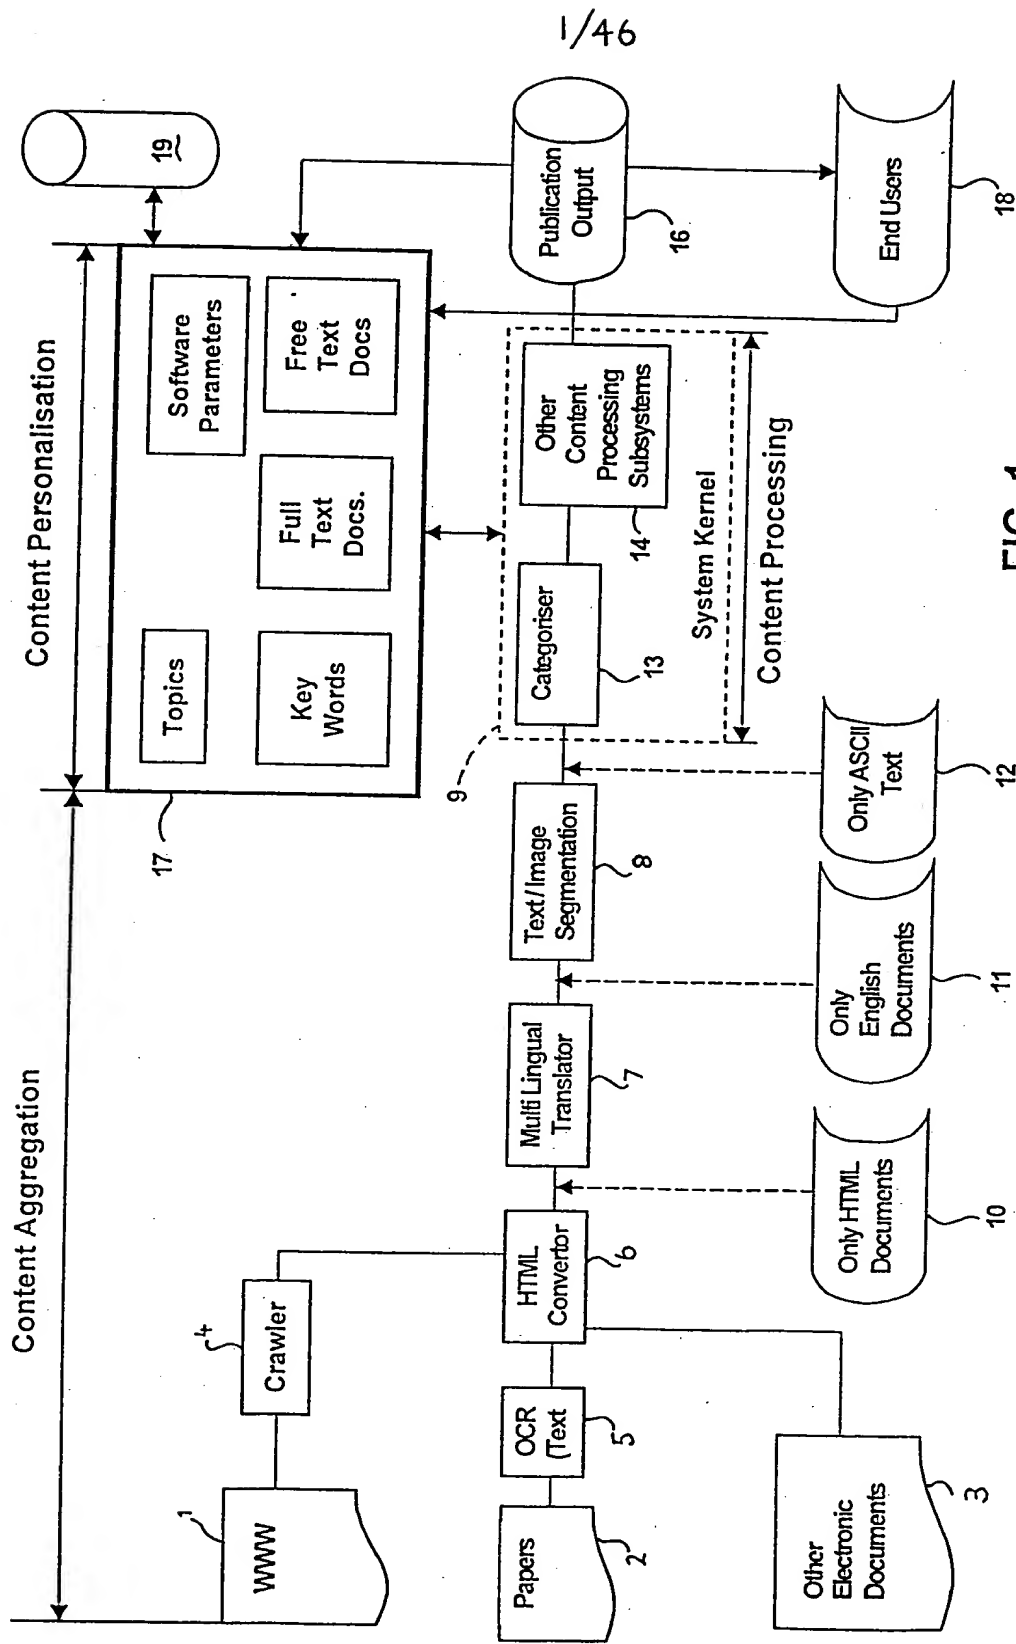 1/46
Content Aggregation
Content Personalisation
1
WWW
4
Crawler
Papers
2
OCR
(Text
5
Other
Electronic
Documents
3
HTML
Convertor
6
Multi Lingual
Translator
7
Text/Image
Segmentation
8
17
Topics
Key
Words
Full
Text
Docs.
Software
Parameters
Free
Text
Docs
19
9
Categoriser
13
Other
Content
Processing
Subsystems
14
System Kernel
Content Processing
Publication
Output
16
End Users
18
Only HTML
Documents
10
Only
English
Documents
11
Only ASCII
Text
12
FIG. 1